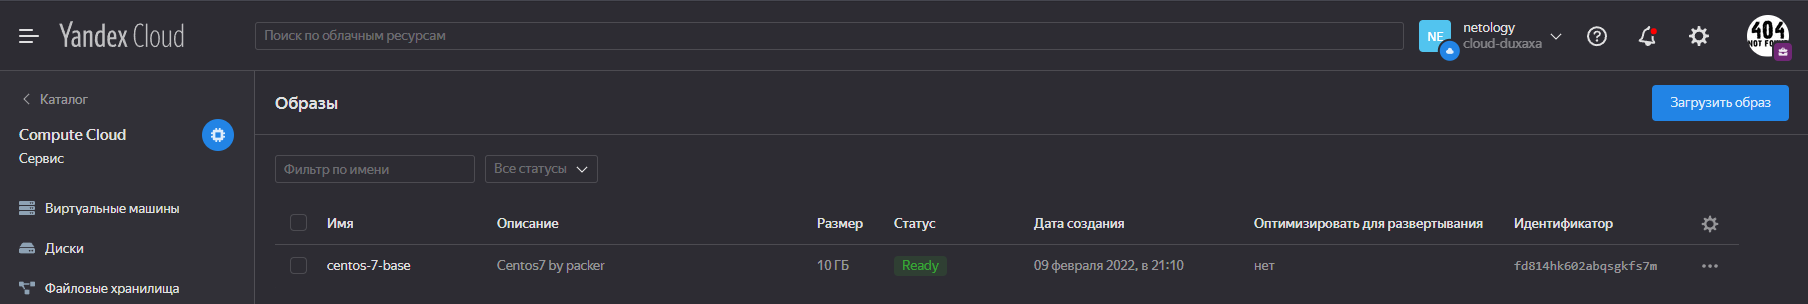 Yandex Cloud
Поиск по облачным ресурсам
NE
netology
cloud-duxaxa
404
NOT FOUND
Каталог
Compute Cloud
Сервис
Виртуальные машины
Диски
Файловые хранилища
Образы
Загрузить образ
Фильтр по имени
Все статусы
Имя Описание Размер Статус Дата создания Оптимизировать для развертывания Идентификатор
centos-7-base Centos7 by packer 10 ГБ Ready 09 февраля 2022, в 21:10 нет fd814hk602abqsgkfs7m